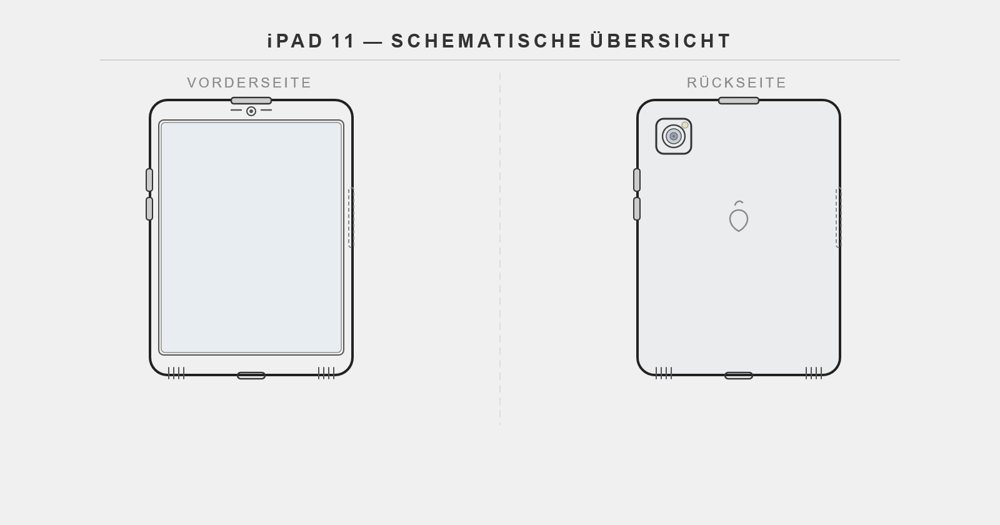 iPAD 11 — SCHEMATISCHE ÜBERSICHT
VORDERSEITE
RÜCKSEITE